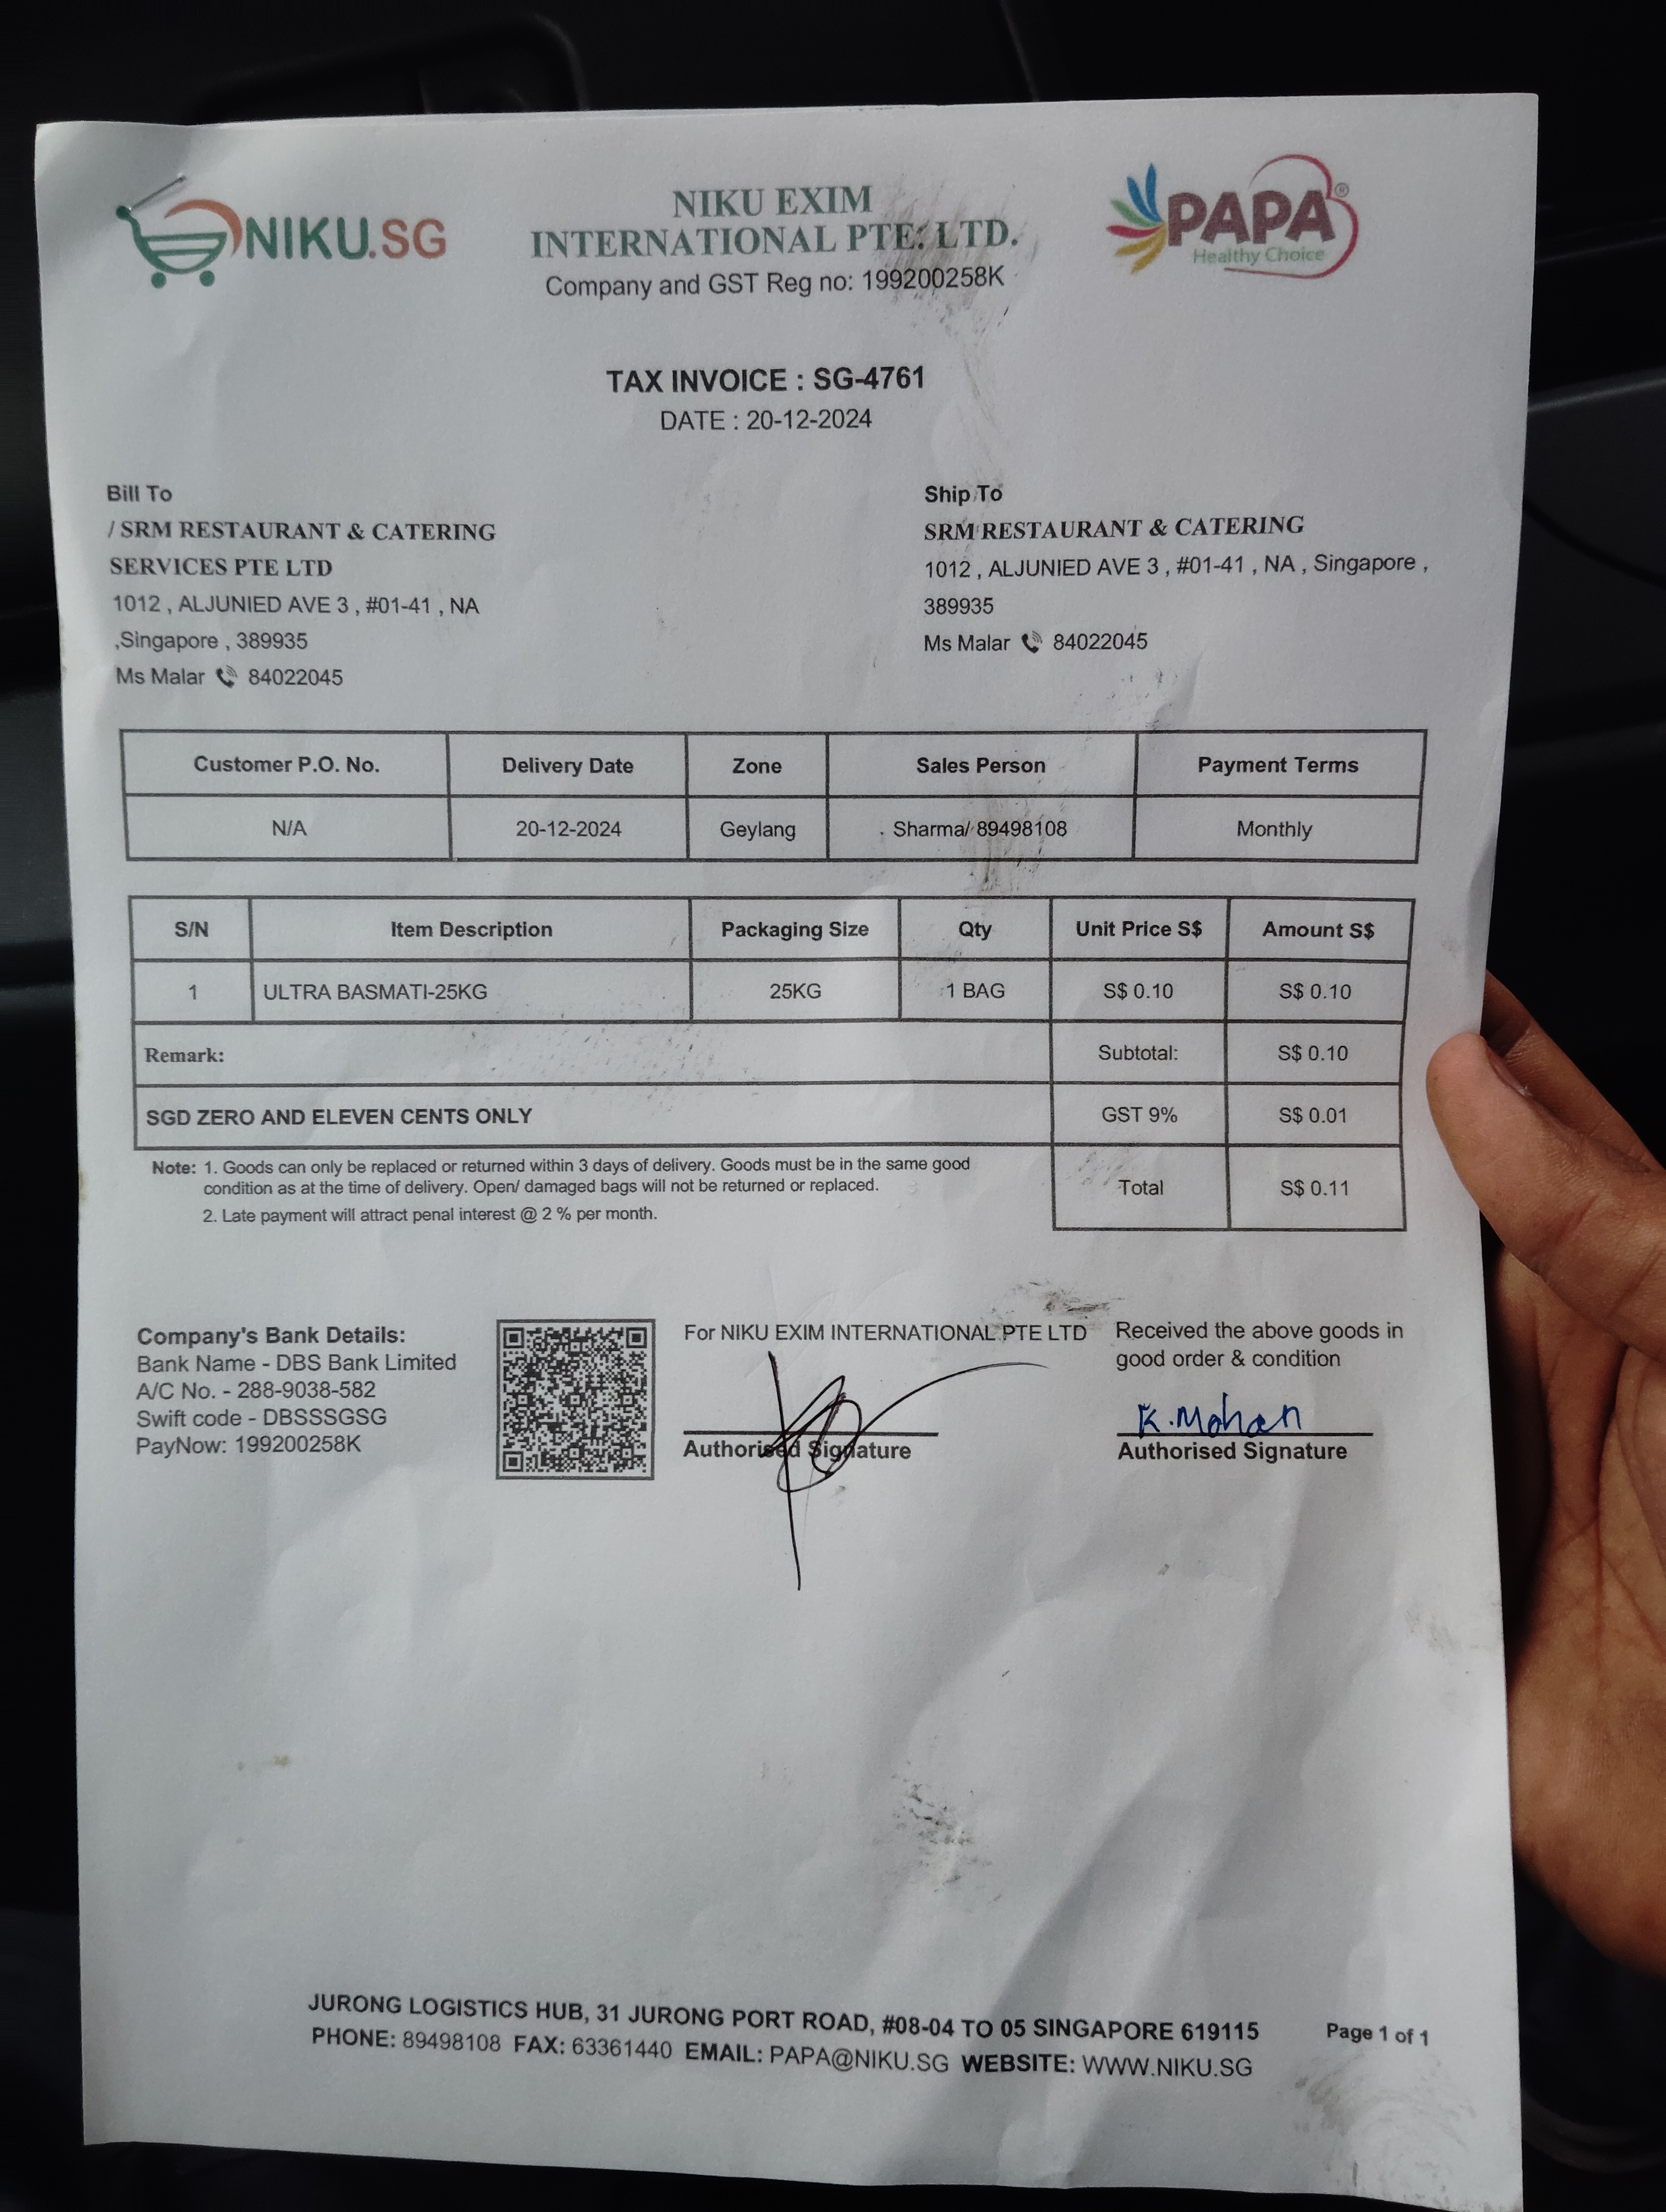 NIKU.SG
NIKU EXIM
INTERNATIONAL PTE. LTD.
Company and GST Reg no: 199200258K
PAPA®
Healthy Choice
TAX INVOICE : SG-4761
DATE : 20-12-2024
Bill To
/ SRM RESTAURANT & CATERING
SERVICES PTE LTD
1012 , ALJUNIED AVE 3 , #01-41 , NA
,Singapore , 389935
Ms Malar 84022045
Ship To
SRM RESTAURANT & CATERING
1012 , ALJUNIED AVE 3 , #01-41 , NA , Singapore ,
389935
Ms Malar 84022045
Customer P.O. No. Delivery Date Zone Sales Person Payment Terms
N/A 20-12-2024 Geylang . Sharma/ 89498108 Monthly
S/N Item Description Packaging Size Qty Unit Price S$ Amount S$
1 ULTRA BASMATI-25KG 25KG 1 BAG S$ 0.10 S$ 0.10
Remark: Subtotal: S$ 0.10
SGD ZERO AND ELEVEN CENTS ONLY GST 9% S$ 0.01
Total S$ 0.11
Note: 1. Goods can only be replaced or returned within 3 days of delivery. Goods must be in the same good
condition as at the time of delivery. Open/ damaged bags will not be returned or replaced.
2. Late payment will attract penal interest @ 2 % per month.
Company's Bank Details:
Bank Name - DBS Bank Limited
A/C No. - 288-9038-582
Swift code - DBSSSGSG
PayNow: 199200258K
For NIKU EXIM INTERNATIONAL PTE LTD
Authorised Signature
Received the above goods in
good order & condition
K.Mohan
Authorised Signature
JURONG LOGISTICS HUB, 31 JURONG PORT ROAD, #08-04 TO 05 SINGAPORE 619115
PHONE: 89498108 FAX: 63361440 EMAIL: PAPA@NIKU.SG WEBSITE: WWW.NIKU.SG
Page 1 of 1